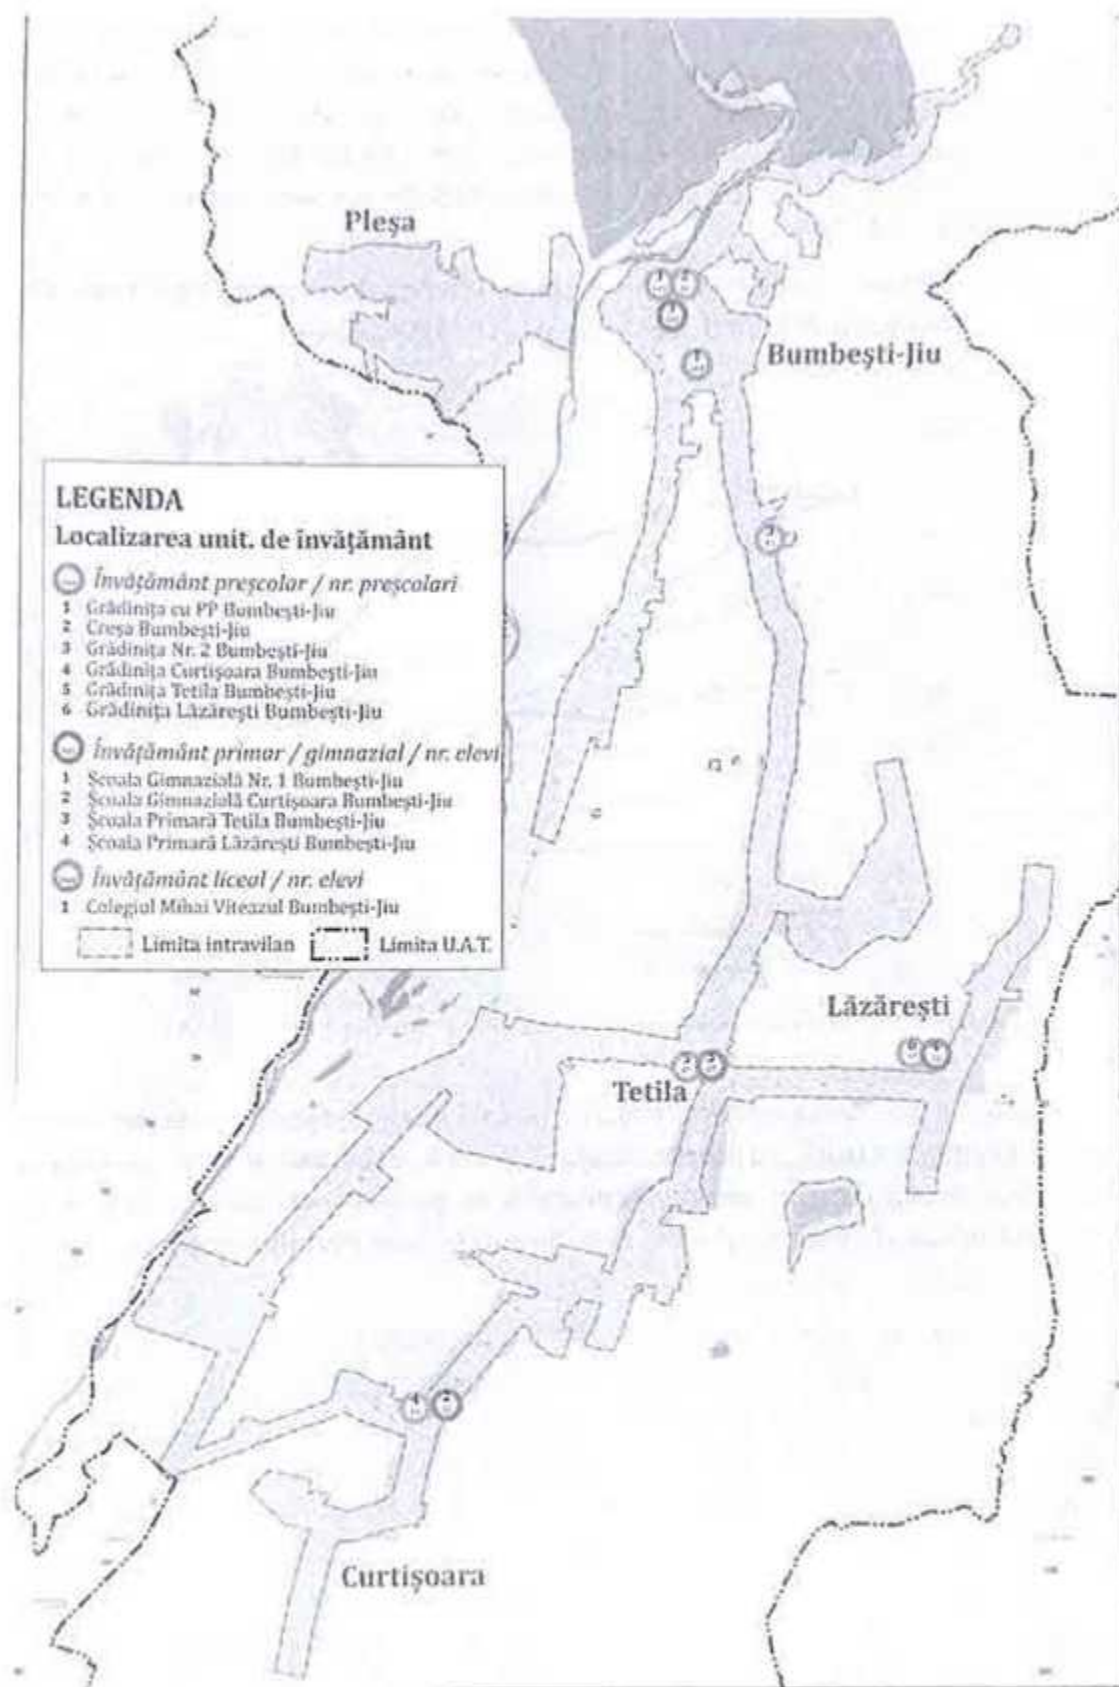 Pleşa
Bumbeşti-Jiu
LEGENDA
Localizarea unit. de învăţământ
Învăţământ preşcolar / nr. preşcolari
1 Grădiniţa cu PP Bumbeşti-Jiu
2 Creşa Bumbeşti-Jiu
3 Grădiniţa Nr. 2 Bumbeşti-Jiu
4 Grădiniţa Curtişoara Bumbeşti-Jiu
5 Grădiniţa Tetila Bumbeşti-Jiu
6 Grădiniţa Lăzăreşti Bumbeşti-Jiu
Învăţământ primar / gimnazial / nr. elevi
1 Şcoala Gimnazială Nr. 1 Bumbeşti-Jiu
2 Şcoala Gimnazială Curtişoara Bumbeşti-Jiu
3 Şcoala Primară Tetila Bumbeşti-Jiu
4 Şcoala Primară Lăzăreşti Bumbeşti-Jiu
Învăţământ liceal / nr. elevi
1 Colegiul Mihai Viteazul Bumbeşti-Jiu
Limita intravilan Limita U.A.T.
Lăzăreşti
Tetila
Curtişoara